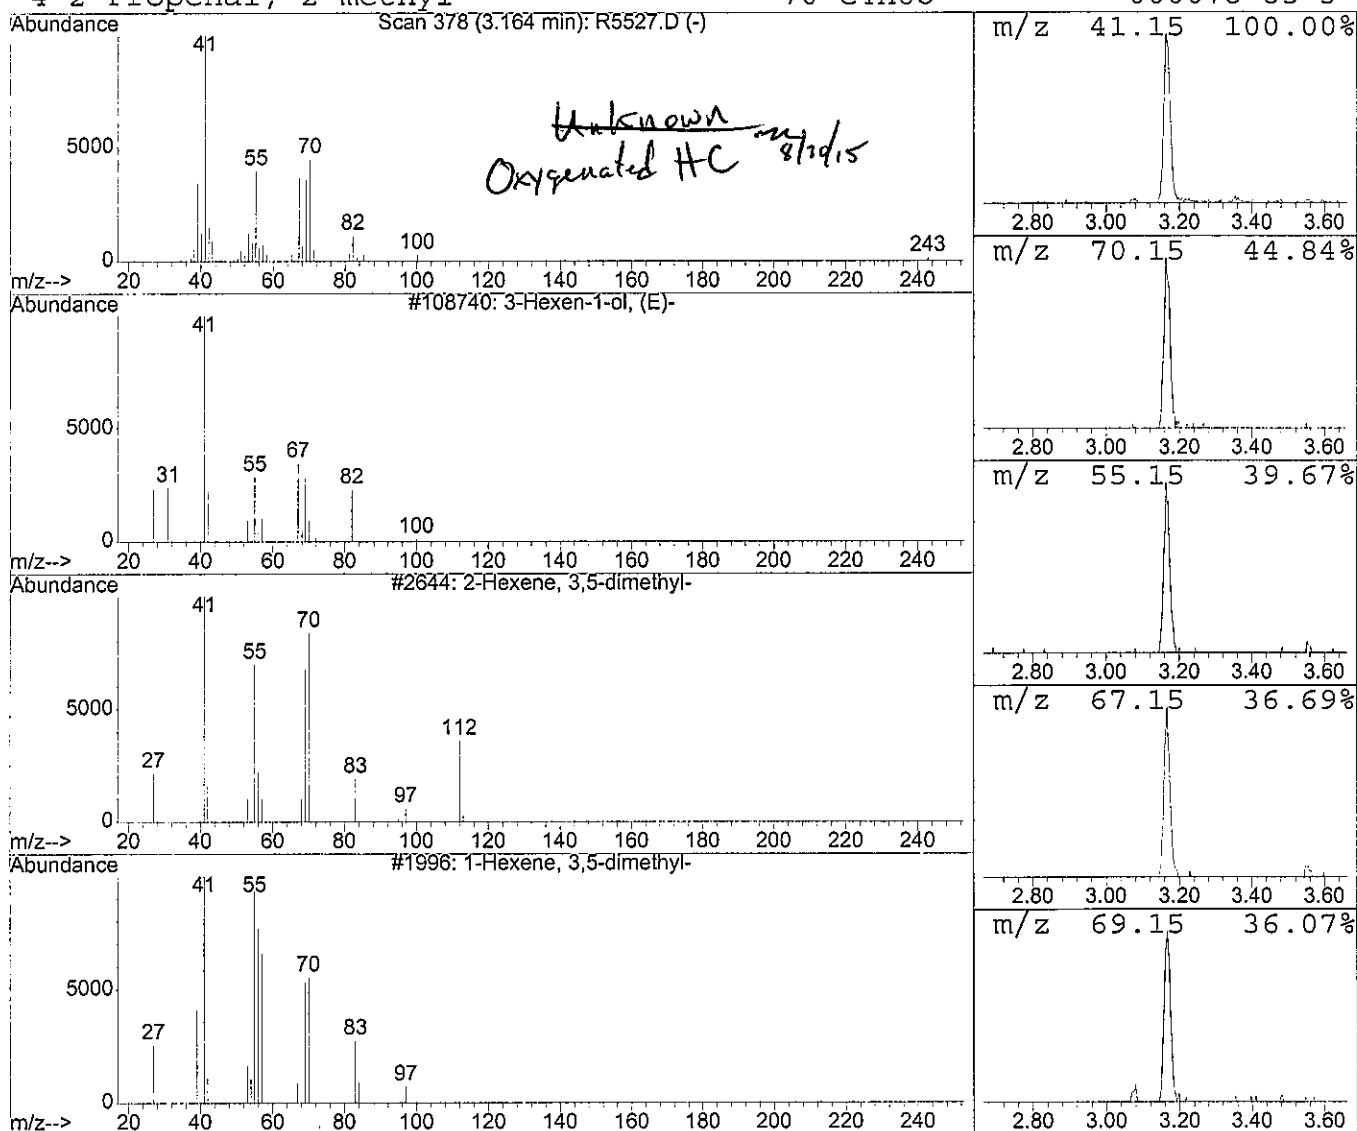 Abundance Scan 378 (3.164 min): R5527.D (-)
41
5000
55
70
82
100
243
0
m/z--> 20 40 60 80 100 120 140 160 180 200 220 240
Unknown
Oxygenated HC
m/z 41.15 100.00%
2.80 3.00 3.20 3.40 3.60
Abundance #108740: 3-Hexen-1-ol, (E)-
41
5000
31
55
67
82
100
0
m/z--> 20 40 60 80 100 120 140 160 180 200 220 240
m/z 70.15 44.84%
2.80 3.00 3.20 3.40 3.60
Abundance #2644: 2-Hexene, 3,5-dimethyl-
41
70
55
5000
112
27
83
97
0
m/z--> 20 40 60 80 100 120 140 160 180 200 220 240
m/z 55.15 39.67%
2.80 3.00 3.20 3.40 3.60
Abundance #1996: 1-Hexene, 3,5-dimethyl-
41 55
70
5000
27
83
97
0
m/z--> 20 40 60 80 100 120 140 160 180 200 220 240
m/z 67.15 36.69%
2.80 3.00 3.20 3.40 3.60
m/z 69.15 36.07%
2.80 3.00 3.20 3.40 3.60